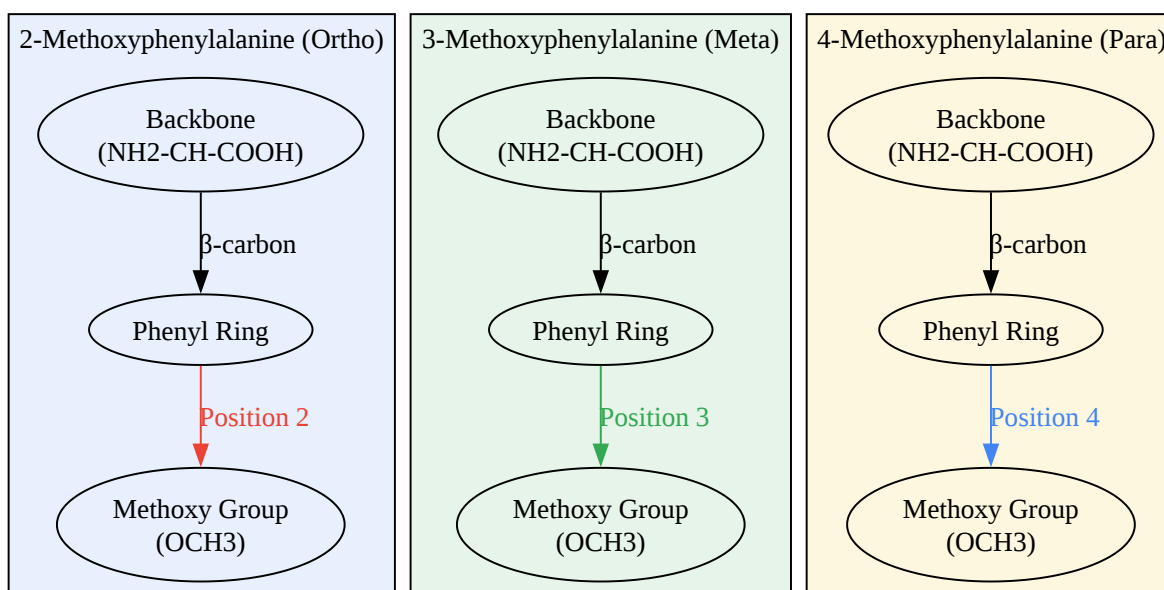 2-Methoxyphenylalanine (Ortho)
Backbone
(NH2-CH-COOH)
β-carbon
Phenyl Ring
Position 2
Methoxy Group
(OCH3)
3-Methoxyphenylalanine (Meta)
Backbone
(NH2-CH-COOH)
β-carbon
Phenyl Ring
Position 3
Methoxy Group
(OCH3)
4-Methoxyphenylalanine (Para)
Backbone
(NH2-CH-COOH)
β-carbon
Phenyl Ring
Position 4
Methoxy Group
(OCH3)